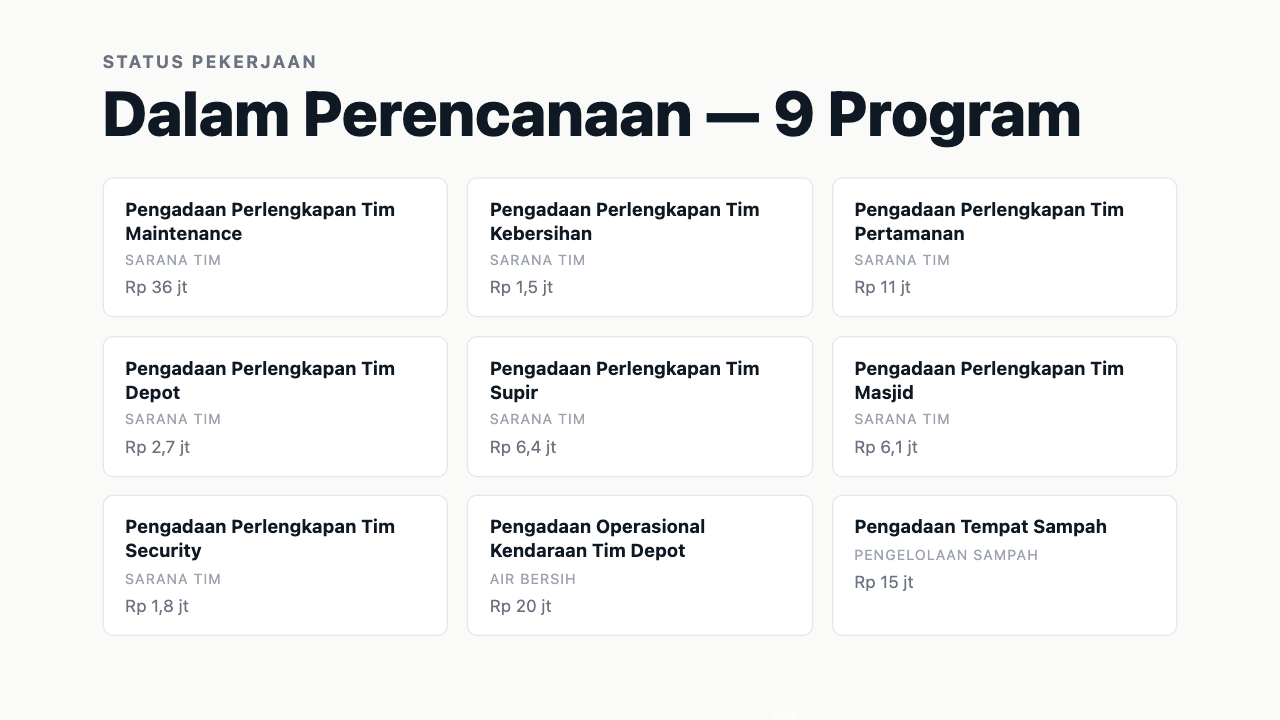 STATUS PEKERJAAN
Dalam Perencanaan — 9 Program
Pengadaan Perlengkapan Tim
Maintenance
SARANA TIM
Rp 36 jt
Pengadaan Perlengkapan Tim
Kebersihan
SARANA TIM
Rp 1,5 jt
Pengadaan Perlengkapan Tim
Pertamanan
SARANA TIM
Rp 11 jt
Pengadaan Perlengkapan Tim
Depot
SARANA TIM
Rp 2,7 jt
Pengadaan Perlengkapan Tim
Supir
SARANA TIM
Rp 6,4 jt
Pengadaan Perlengkapan Tim
Masjid
SARANA TIM
Rp 6,1 jt
Pengadaan Perlengkapan Tim
Security
SARANA TIM
Rp 1,8 jt
Pengadaan Operasional
Kendaraan Tim Depot
AIR BERSIH
Rp 20 jt
Pengadaan Tempat Sampah
PENGELOLAAN SAMPAH
Rp 15 jt